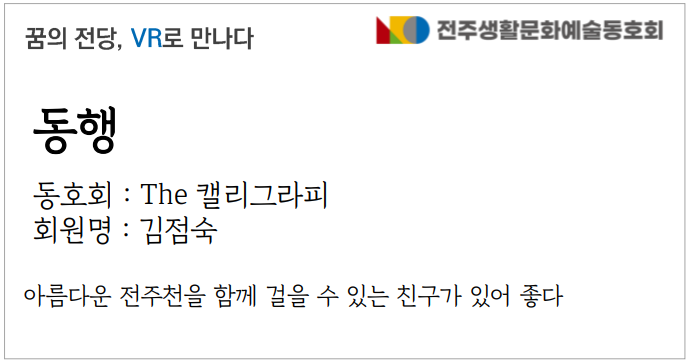 꿈의 전당, VR로 만나다
전주생활문화예술동호회
동행
동호회 : The 캘리그라피
회원명 : 김점숙
아름다운 전주천을 함께 걸을 수 있는 친구가 있어 좋다